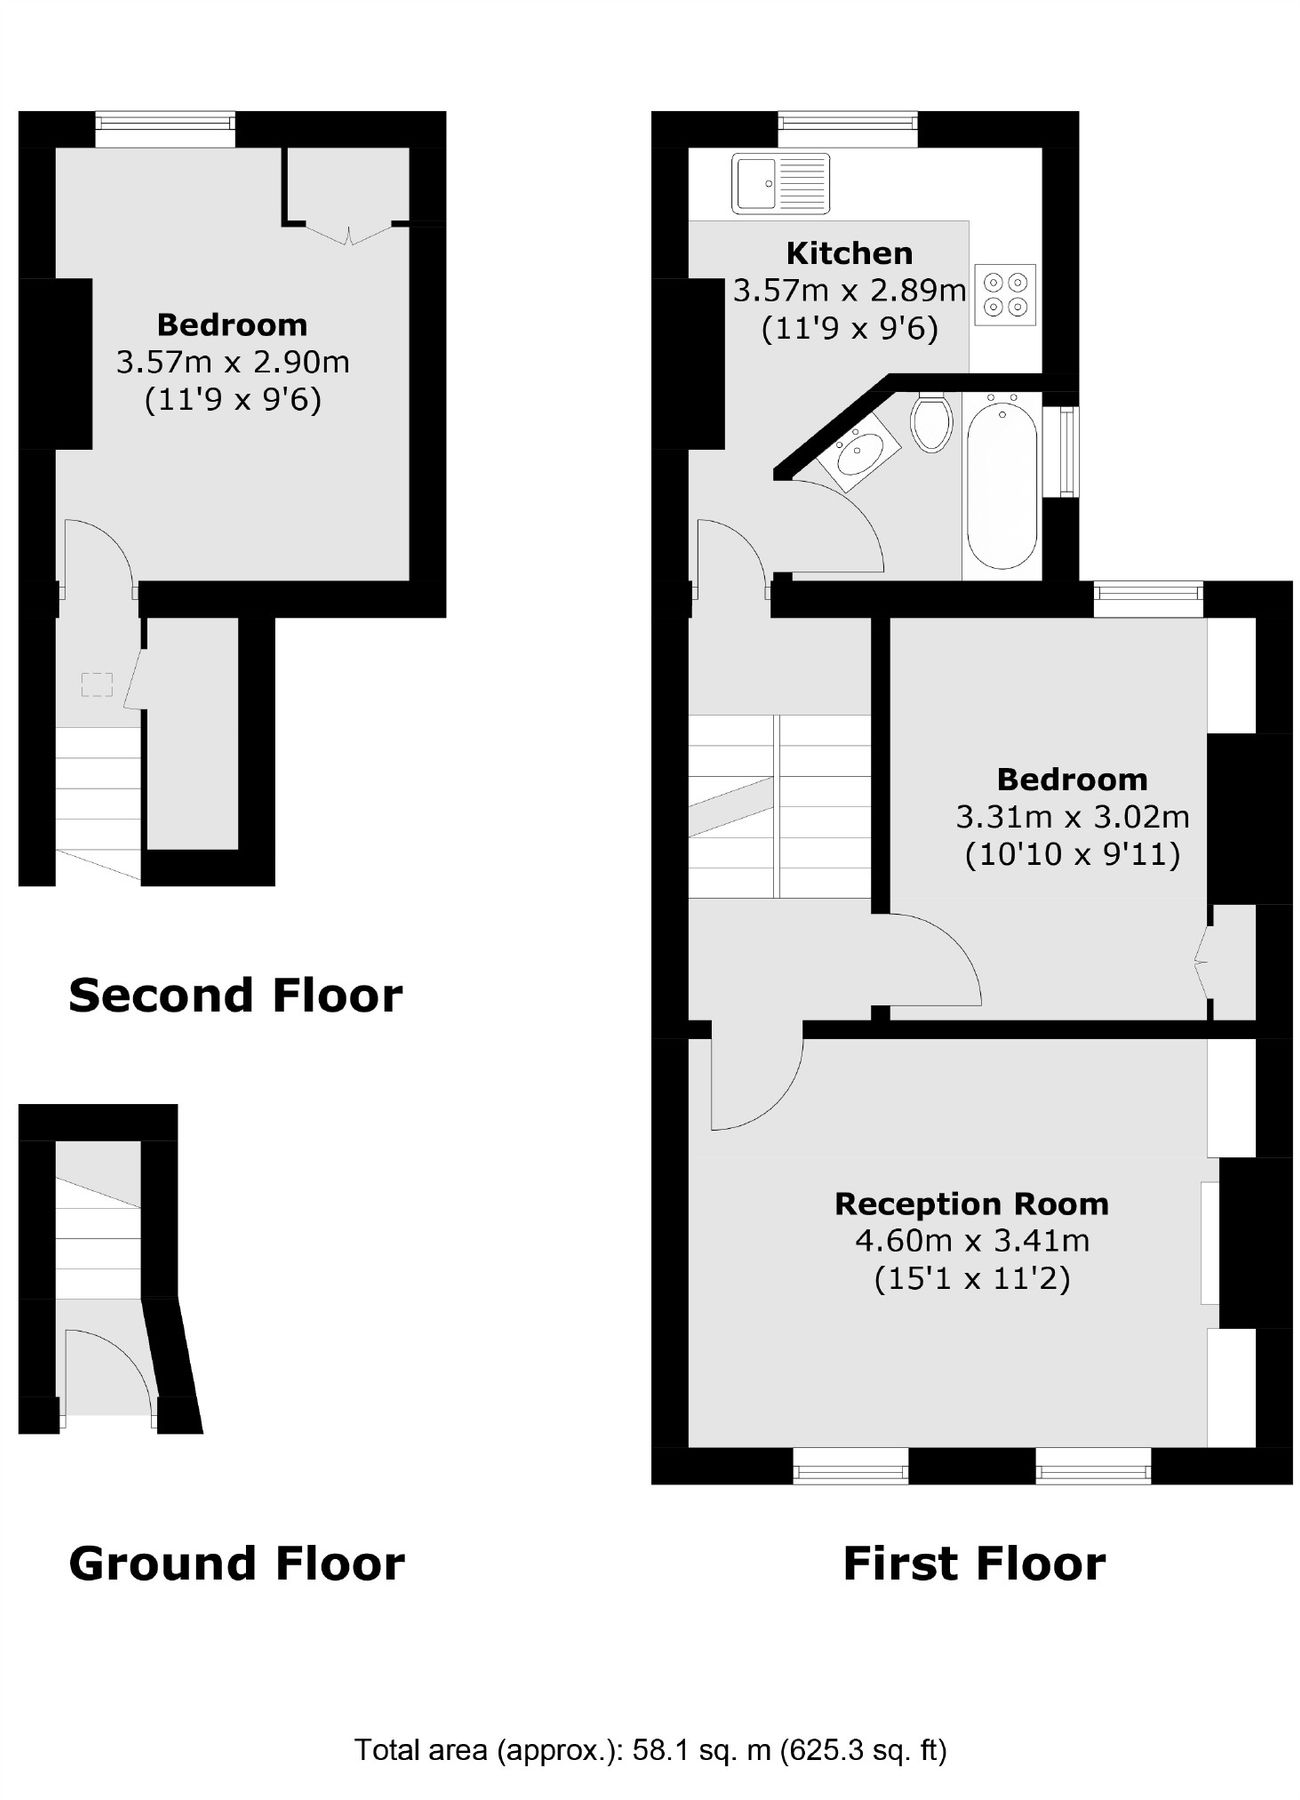 Bedroom
3.57m x 2.90m
(11'9 x 9'6)
Second Floor
Ground Floor
Kitchen
3.57m x 2.89m
(11'9 x 9'6)
Bedroom
3.31m x 3.02m
(10'10 x 9'11)
Reception Room
4.60m x 3.41m
(15'1 x 11'2)
First Floor
Total area (approx.): 58.1 sq. m (625.3 sq. ft)